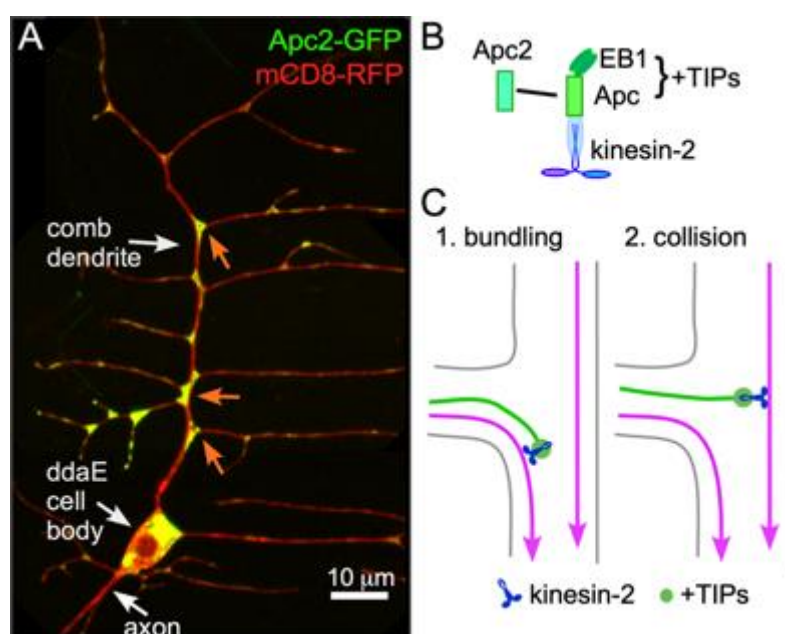 A
Apc2-GFP
mCD8-RFP
comb
dendrite
ddaE
cell
body
axon
10 μm
B
Apc2
EB1
Apc
+TIPs
kinesin-2
C
1. bundling
2. collision
kinesin-2
+TIPs